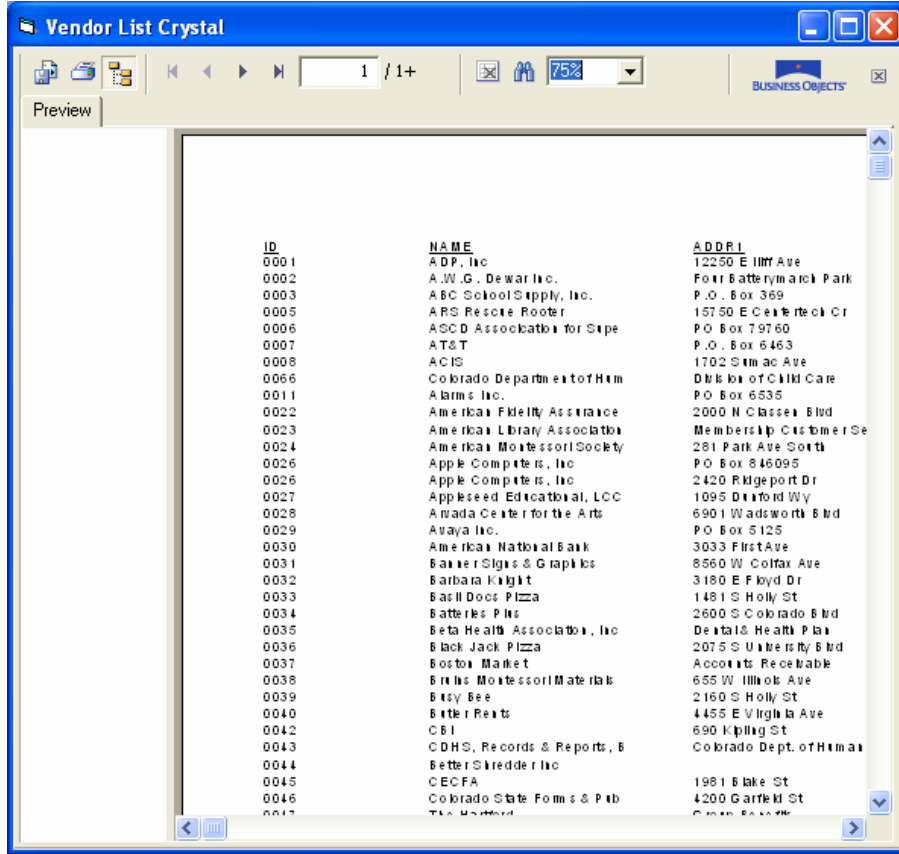 Vendor List Crystal
1 / 1+ 75% BUSINESS OBJECTS
Preview
ID NAME ADDR1
0001 ADP, Inc 12250 E Iliff Ave
0002 A.W.G. Dewar Inc. Four Batterymarch Park
0003 ABC School Supply, Inc. P.O. Box 369
0005 ARS Rescue Rooter 15750 E Centertech Cr
0006 ASCD Assocication for Supe PO Box 79760
0007 AT&T P.O. Box 6463
0008 ACIS 1702 Sumac Ave
0066 Colorado Department of Hum Division of Child Care
0011 Alarms Inc. PO Box 6535
0022 American Fidelity Assurance 2000 N Classen Blvd
0023 American Library Association Membership Customer Se
0024 American Montessori Society 281 Park Ave South
0026 Apple Computers, Inc PO Box 846095
0026 Apple Computers, Inc 2420 Ridgeport Dr
0027 Appleseed Educational, LCC 1095 Dunford Wy
0028 Arvada Center for the Arts 6901 Wadsworth Blvd
0029 Avaya Inc. PO Box 5125
0030 American National Bank 3033 First Ave
0031 Banner Signs & Graphics 8560 W Colfax Ave
0032 Barbara Knight 3180 E Floyd Dr
0033 Basil Docs Pizza 1481 S Holly St
0034 Batteries Plus 2600 S Colorado Blvd
0035 Beta Health Association, Inc Dental & Health Plan
0036 Black Jack Pizza 2075 S University Blvd
0037 Boston Market Accounts Receivable
0038 Bruins Montessori Materials 655 W Illinois Ave
0039 Busy Bee 2160 S Holly St
0040 Butler Rents 4455 E Virginia Ave
0042 CBI 690 Kipling St
0043 CDHS, Records & Reports, B Colorado Dept. of Human
0044 Better Shredder Inc
0045 CECFA 1981 Blake St
0046 Colorado State Forms & Pub 4200 Garfield St
0047 The Hartford Group Benefits